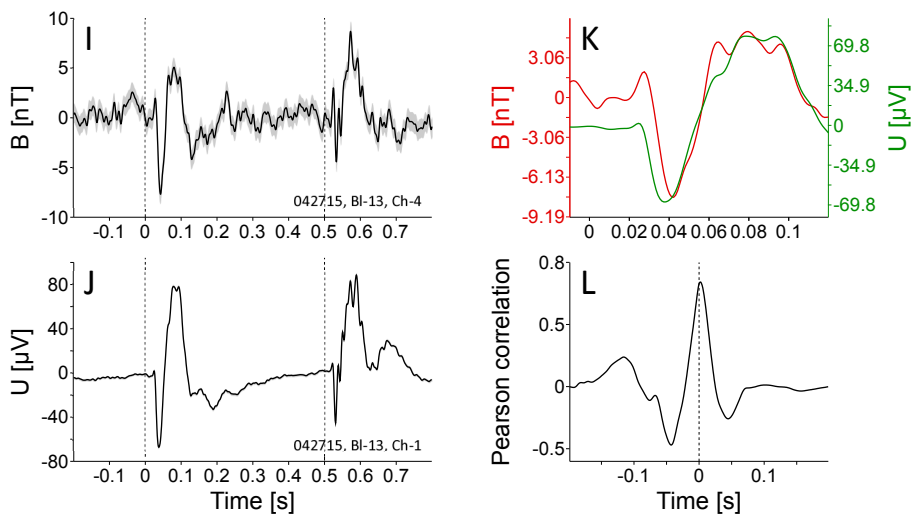 I
B [nT]
10
5
0
-5
-10
042715, Bl-13, Ch-4
-0.1 0 0.1 0.2 0.3 0.4 0.5 0.6 0.7
K
B [nT]
3.06
0
-3.06
-6.13
-9.19
U [µV]
69.8
34.9
0
-34.9
-69.8
0 0.02 0.04 0.06 0.08 0.1
J
U [µV]
80
40
0
-40
-80
042715, Bl-13, Ch-1
-0.1 0 0.1 0.2 0.3 0.4 0.5 0.6 0.7
Time [s]
L
Pearson correlation
0.8
0.5
0
-0.5
-0.1 0 0.1
Time [s]